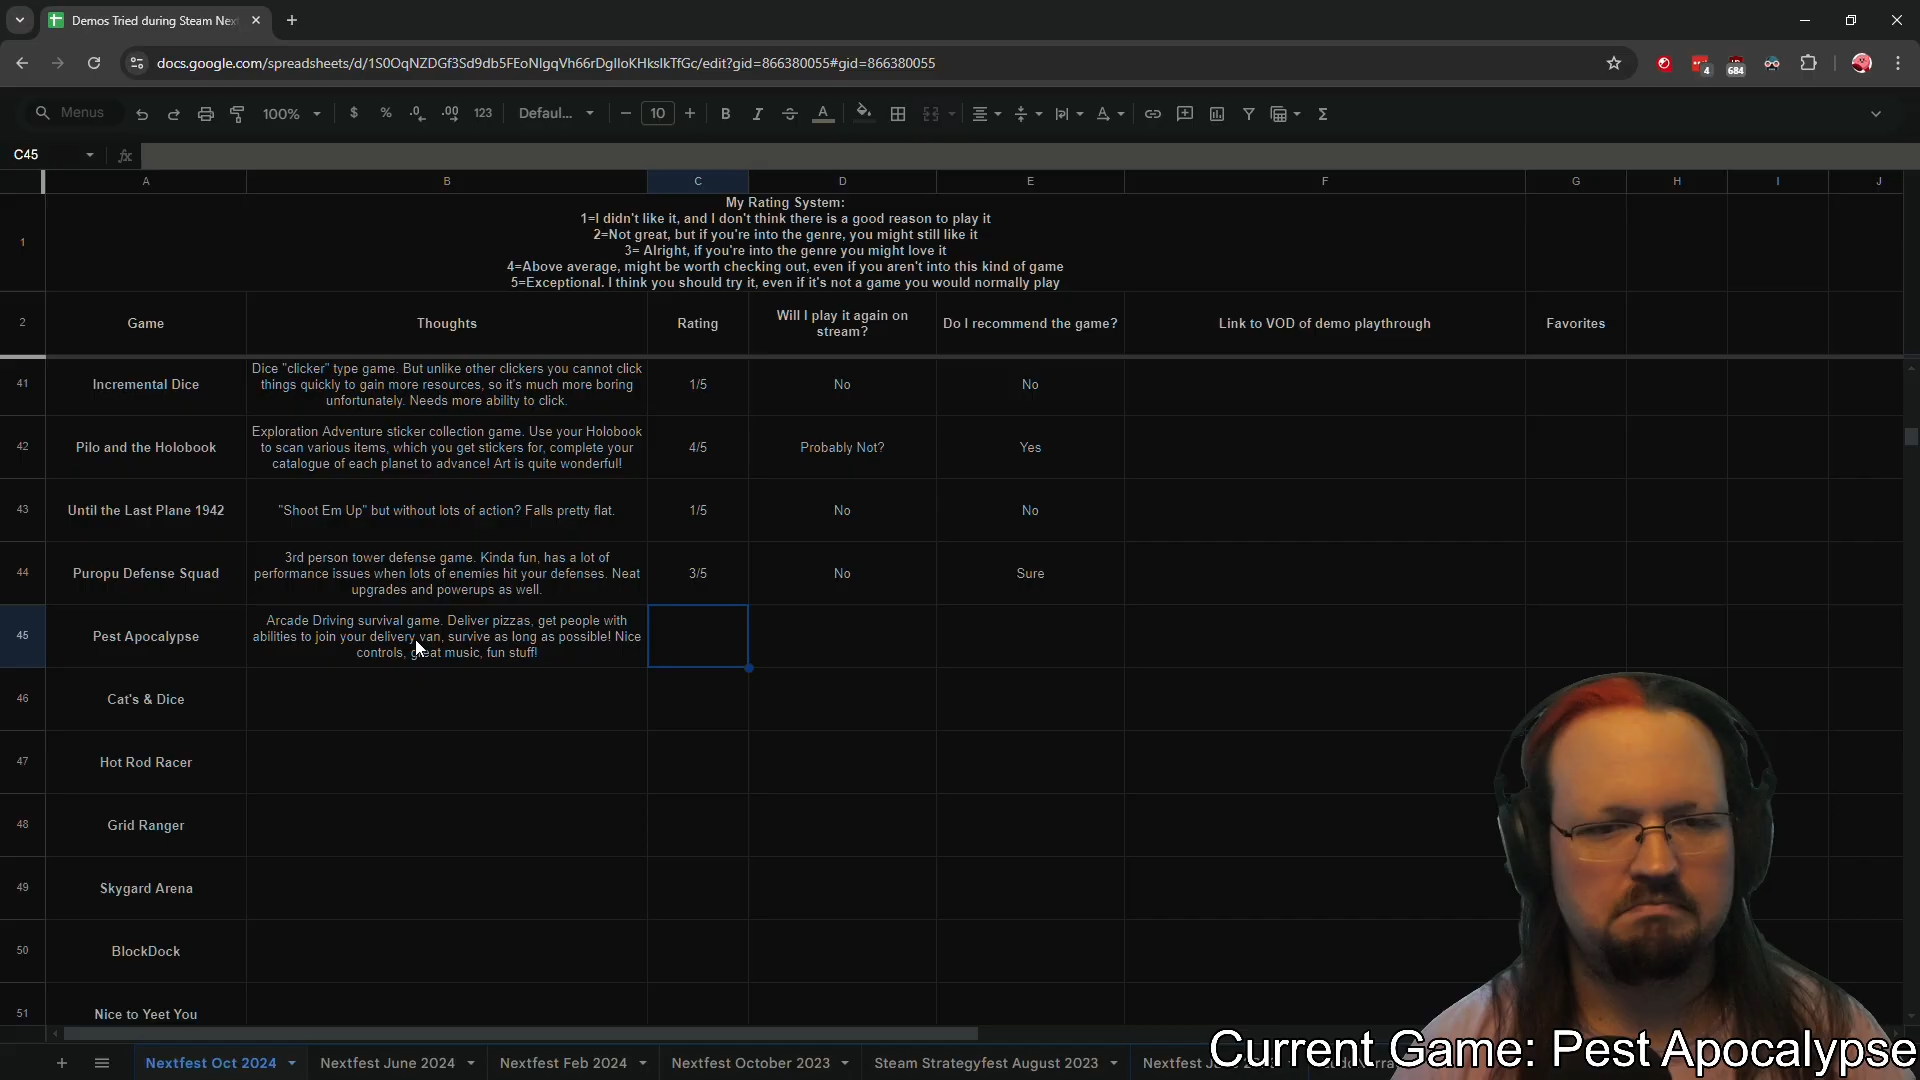 Demos Tried during Steam Nex
docs.google.com/spreadsheets/d/1S0OqNZDGf3Sd9db5FEoNlgqVh66rDglloKHkslkTfGc/edit?gid=866380055#gid=866380055
4
684
Menus
100%
$
%
.0
.00
123
Defaul...
10
B
I
A
C45
fx
A
B
C
D
E
F
G
H
I
J
1
My Rating System:
1=I didn't like it, and I don't think there is a good reason to play it
2=Not great, but if you're into the genre, you might still like it
3= Alright, if you're into the genre you might love it
4=Above average, might be worth checking out, even if you aren't into this kind of game
5=Exceptional. I think you should try it, even if it's not a game you would normally play
2
Game
Thoughts
Rating
Will I play it again on
stream?
Do I recommend the game?
Link to VOD of demo playthrough
Favorites
41
Incremental Dice
Dice "clicker" type game. But unlike other clickers you cannot click
things quickly to gain more resources, so it's much more boring
unfortunately. Needs more ability to click.
1/5
No
No
42
Pilo and the Holobook
Exploration Adventure sticker collection game. Use your Holobook
to scan various items, which you get stickers for, complete your
catalogue of each planet to advance! Art is quite wonderful!
4/5
Probably Not?
Yes
43
Until the Last Plane 1942
"Shoot Em Up" but without lots of action? Falls pretty flat.
1/5
No
No
44
Puropu Defense Squad
3rd person tower defense game. Kinda fun, has a lot of
performance issues when lots of enemies hit your defenses. Neat
upgrades and powerups as well.
3/5
No
Sure
45
Pest Apocalypse
Arcade Driving survival game. Deliver pizzas, get people with
abilities to join your delivery van, survive as long as possible! Nice
controls, great music, fun stuff!
46
Cat's & Dice
47
Hot Rod Racer
48
Grid Ranger
49
Skygard Arena
50
BlockDock
51
Nice to Yeet You
Nextfest Oct 2024
Nextfest June 2024
Nextfest Feb 2024
Nextfest October 2023
Steam Strategyfest August 2023
Nextfest
Current Game: Pest Apocalypse